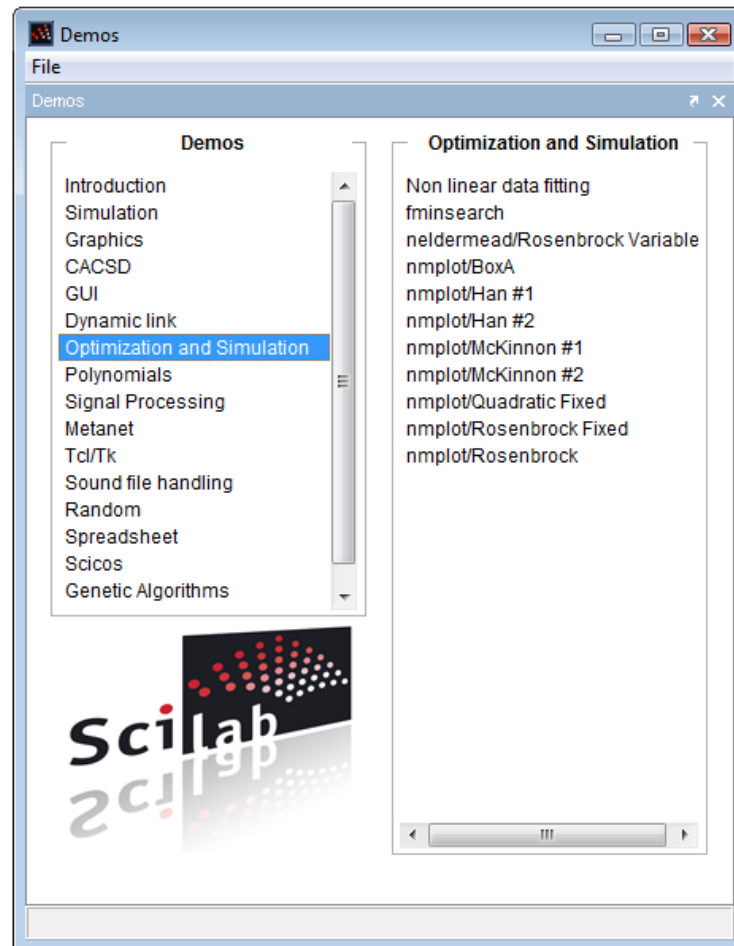 Demos
File
Demos
Demos
Introduction
Simulation
Graphics
CACSD
GUI
Dynamic link
Optimization and Simulation
Polynomials
Signal Processing
Metanet
Tcl/Tk
Sound file handling
Random
Spreadsheet
Scicos
Genetic Algorithms
Scilab
Optimization and Simulation
Non linear data fitting
fminsearch
neldermead/Rosenbrock Variable
nmplot/BoxA
nmplot/Han #1
nmplot/Han #2
nmplot/McKinnon #1
nmplot/McKinnon #2
nmplot/Quadratic Fixed
nmplot/Rosenbrock Fixed
nmplot/Rosenbrock